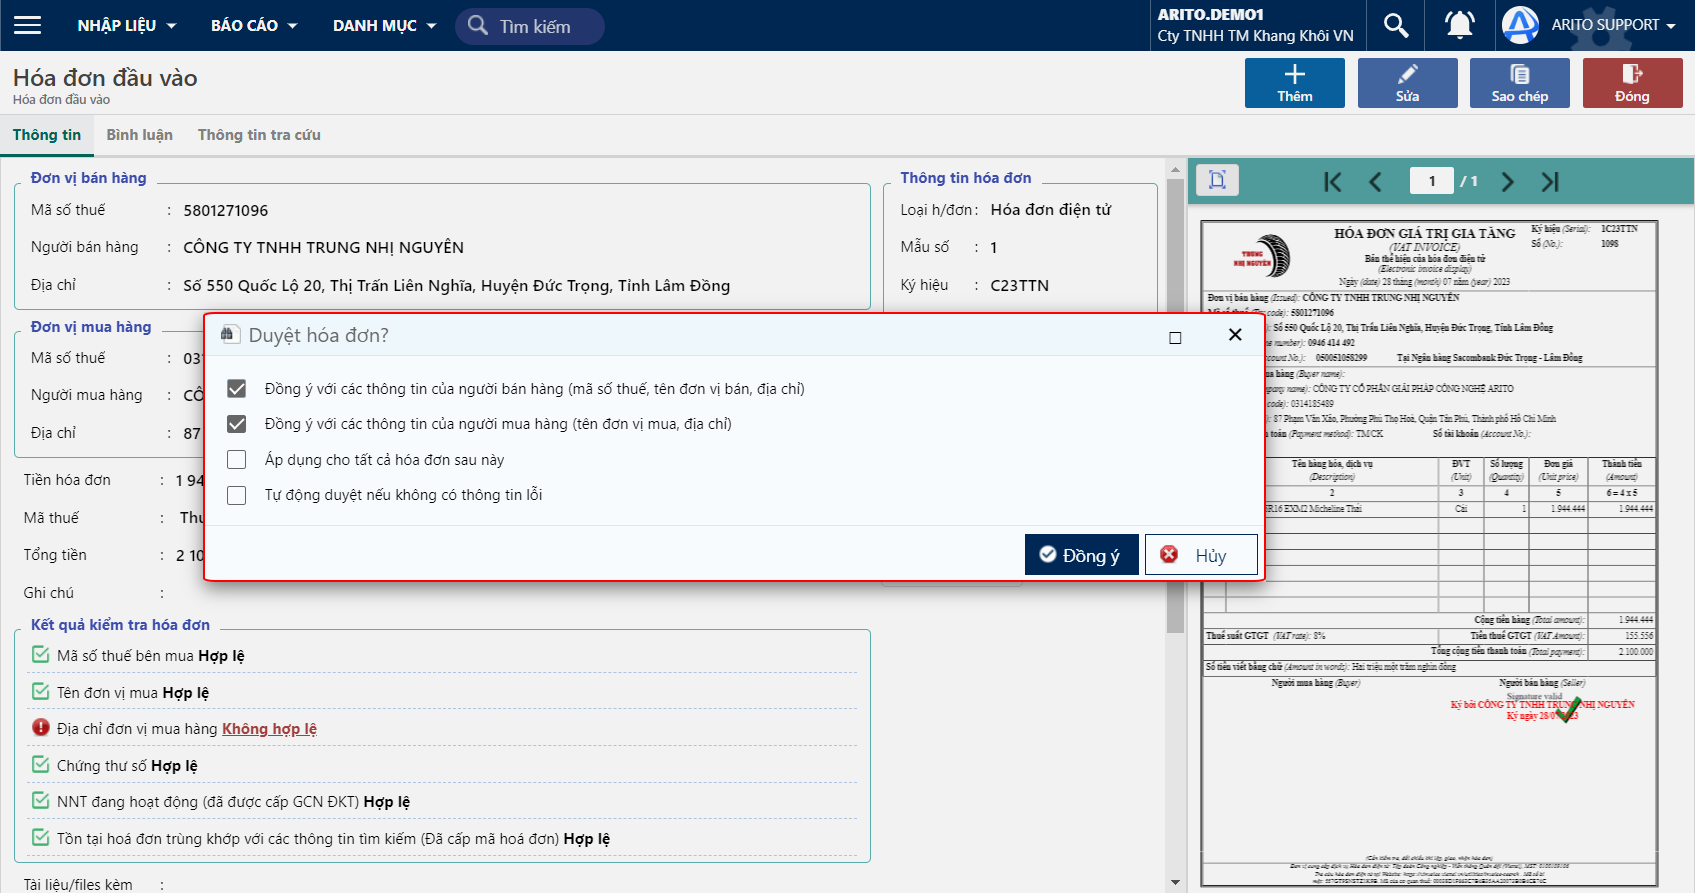 NHẬP LIỆU
BÁO CÁO
DANH MỤC
Tìm kiếm
ARITO.DEMO1
Cty TNHH TM Khang Khôi VN
ARITO SUPPORT
Hóa đơn đầu vào
Hóa đơn đầu vào
Thêm
Sửa
Sao chép
Đóng
Thông tin
Bình luận
Thông tin tra cứu
Đơn vị bán hàng
Mã số thuế : 5801271096
Người bán hàng : CÔNG TY TNHH TRUNG NHỊ NGUYÊN
Địa chỉ : Số 550 Quốc Lộ 20, Thị Trấn Liên Nghĩa, Huyện Đức Trọng, Tỉnh Lâm Đồng
Thông tin hóa đơn
Loại h/đơn : Hóa đơn điện tử
Mẫu số : 1
Ký hiệu : C23TTN
Đơn vị mua hàng
Mã số thuế : 03
Người mua hàng : CÔ
Địa chỉ : 87
Tiền hóa đơn : 1 94
Mã thuế : Thu
Tổng tiền : 2 10
Ghi chú :
Duyệt hóa đơn?
Đồng ý với các thông tin của người bán hàng (mã số thuế, tên đơn vị bán, địa chỉ)
Đồng ý với các thông tin của người mua hàng (tên đơn vị mua, địa chỉ)
Áp dụng cho tất cả hóa đơn sau này
Tự động duyệt nếu không có thông tin lỗi
Đồng ý
Hủy
Kết quả kiểm tra hóa đơn
Mã số thuế bên mua Hợp lệ
Tên đơn vị mua Hợp lệ
Địa chỉ đơn vị mua hàng Không hợp lệ
Chứng thư số Hợp lệ
NNT đang hoạt động (đã được cấp GCN ĐKT) Hợp lệ
Tồn tại hoá đơn trùng khớp với các thông tin tìm kiếm (Đã cấp mã hoá đơn) Hợp lệ
Tài liệu/files kèm :
1 / 1
TRUNG
NHỊ NGUYÊN
HÓA ĐƠN GIÁ TRỊ GIA TĂNG
(VAT INVOICE)
Bản thể hiện của hóa đơn điện tử
(Electronic invoice display)
Ngày (date) 28 tháng (month) 07 năm (year) 2023
Ký hiệu (Serial): 1C23TTN
Số (No.): 1098
Đơn vị bán hàng (Issued): CÔNG TY TNHH TRUNG NHỊ NGUYÊN
code): 5801271096
: Số 550 Quốc Lộ 20, Thị Trấn Liên Nghĩa, Huyện Đức Trọng, Tỉnh Lâm Đồng
number): 0946 414 492
No.): 050051058299 Tại Ngân hàng Sacombank Đức Trọng - Lâm Đồng
hàng (Buyer name):
name): CÔNG TY CỔ PHẦN GIẢI PHÁP CÔNG NGHỆ ARITO
code): 0314185489
: 87 Phạm Văn Xảo, Phường Phú Thọ Hoà, Quận Tân Phú, Thành phố Hồ Chí Minh
toán (Payment method): TM/CK Số tài khoản (Account No.):
Tên hàng hóa, dịch vụ ĐVT Số lượng Đơn giá Thành tiền
(Description) (Unit) (Quantity) (Unit price) (Amount)
2 3 4 5 6 = 4 x 5
R16 EXM2 Micheline Thái Cái 1 1.944.444 1.944.444
Cộng tiền hàng (Total amount): 1.944.444
Thuế suất GTGT (VAT rate): 8% Tiền thuế GTGT (VAT Amount): 155.556
Tổng cộng tiền thanh toán (Total payment): 2.100.000
Số tiền viết bằng chữ (Amount in words): Hai triệu một trăm nghìn đồng
Người mua hàng (Buyer) Người bán hàng (Seller)
Signature valid
Ký bởi CÔNG TY TNHH TRUNG NHỊ NGUYÊN
Ký ngày 28/0
(Cần kiểm tra, đối chiếu khi lập, giao, nhận hóa đơn)